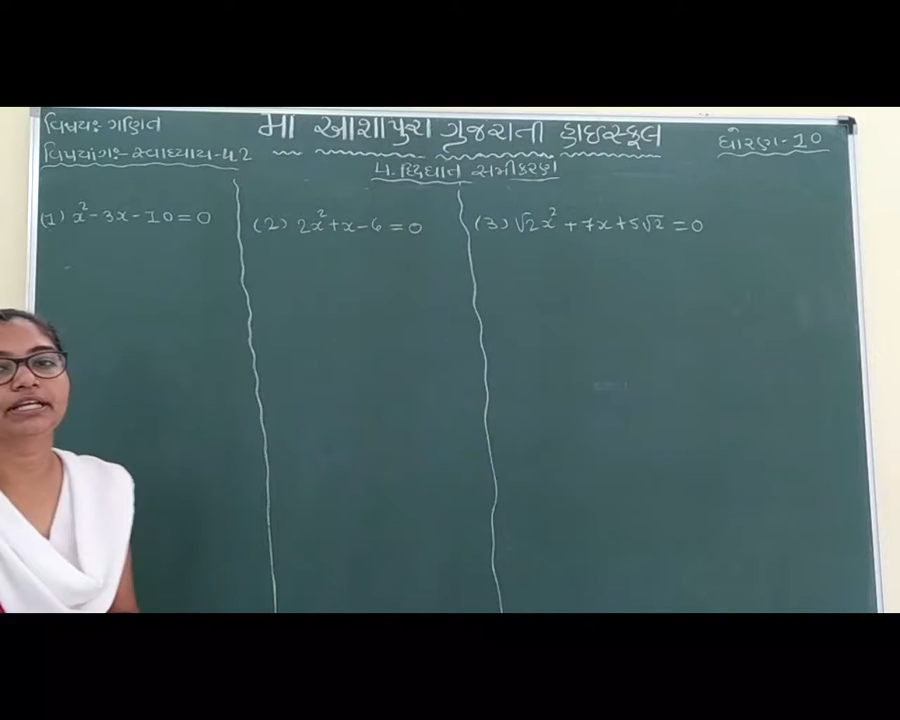 વિષય:- ગણિત
મા આશાપુરા ગુજરાતી હાઇસ્કૂલ
ધોરણ-10
વિષયાંગ:- સ્વાધ્યાય-4.2
4. દ્વિઘાત સમીકરણ
(1) x²-3x-10=0
(2) 2x²+x-6=0
(3) √2x²+7x+5√2=0